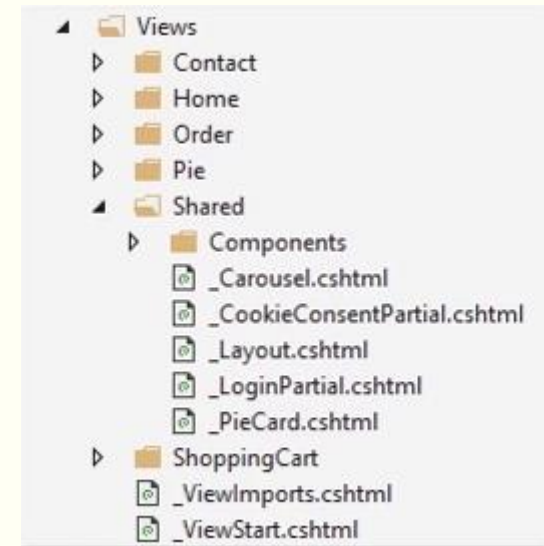 Views
Contact
Home
Order
Pie
Shared
Components
_Carousel.cshtml
_CookieConsentPartial.cshtml
_Layout.cshtml
_LoginPartial.cshtml
_PieCard.cshtml
ShoppingCart
_ViewImports.cshtml
_ViewStart.cshtml